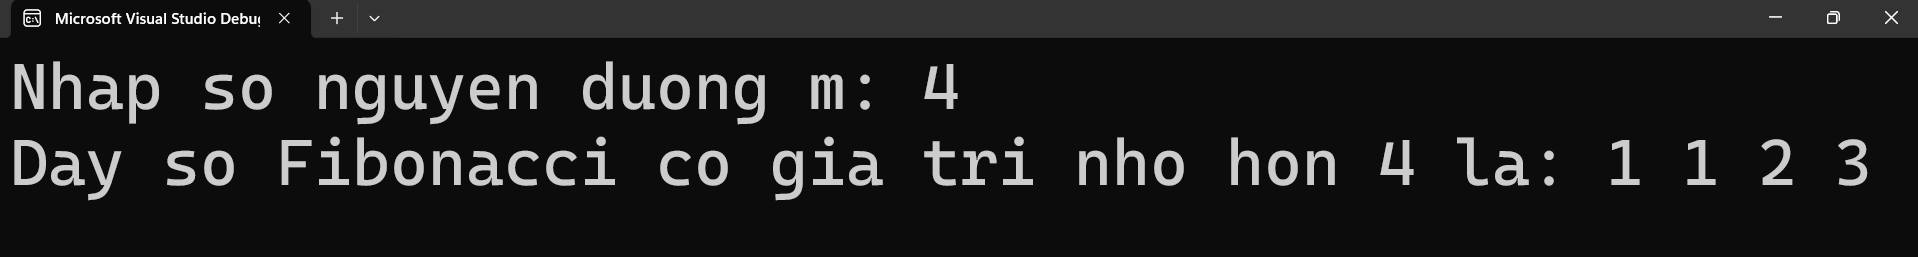 Microsoft Visual Studio Debug
Nhap so nguyen duong m: 4
Day so Fibonacci co gia tri nho hon 4 la: 1 1 2 3